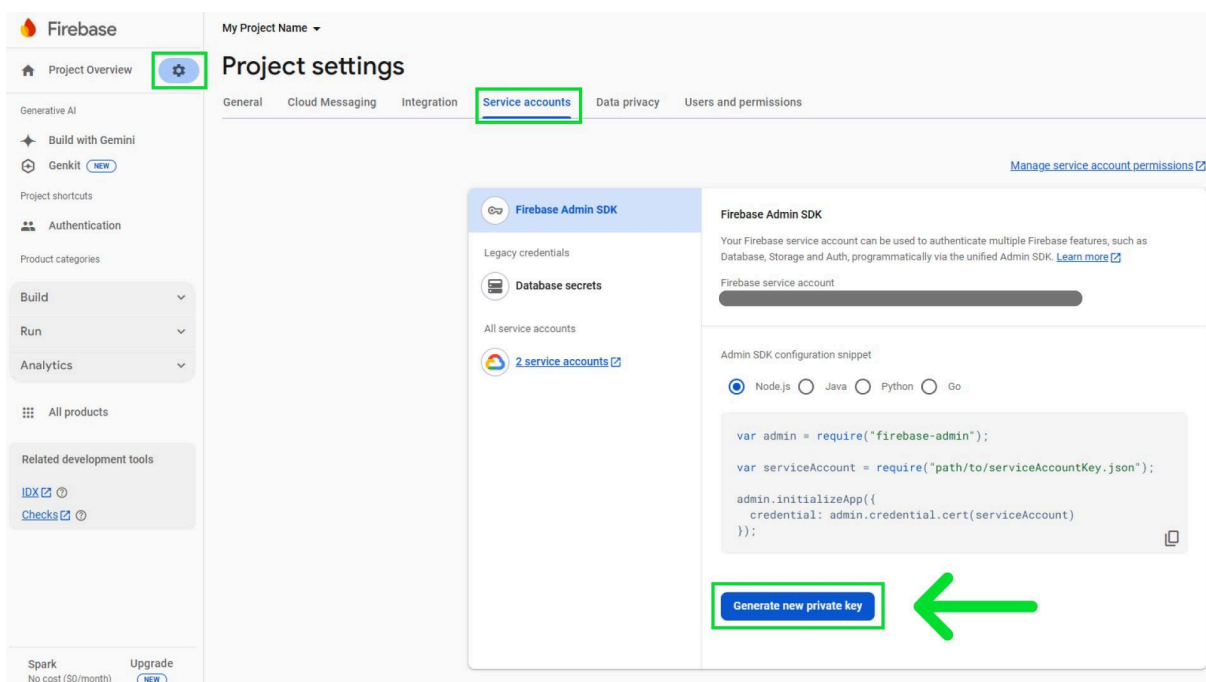 Firebase
Project Overview
Generative AI
Build with Gemini
Genkit NEW
Project shortcuts
Authentication
Product categories
Build
Run
Analytics
All products
Related development tools
IDX
Checks
Spark
No cost ($0/month)
Upgrade
NEW
My Project Name
Project settings
General Cloud Messaging Integration Service accounts Data privacy Users and permissions
Manage service account permissions
Firebase Admin SDK
Legacy credentials
Database secrets
All service accounts
2 service accounts
Firebase Admin SDK
Your Firebase service account can be used to authenticate multiple Firebase features, such as
Database, Storage and Auth, programmatically via the unified Admin SDK. Learn more
Firebase service account
Admin SDK configuration snippet
Node.js Java Python Go
var admin = require("firebase-admin");
var serviceAccount = require("path/to/serviceAccountKey.json");
admin.initializeApp({
  credential: admin.credential.cert(serviceAccount)
});
Generate new private key